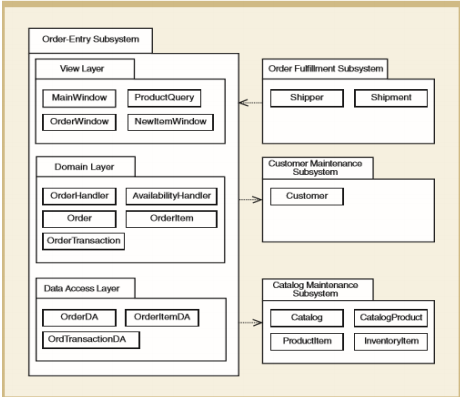 Order-Entry Subsystem
View Layer
MainWindow
ProductQuery
OrderWindow
NewItemWindow
Domain Layer
OrderHandler
AvailabilityHandler
Order
OrderItem
OrderTransaction
Data Access Layer
OrderDA
OrderItemDA
OrdTransactionDA
Order Fulfillment Subsystem
Shipper
Shipment
Customer Maintenance
Subsystem
Customer
Catalog Maintenance
Subsystem
Catalog
CatalogProduct
ProductItem
InventoryItem